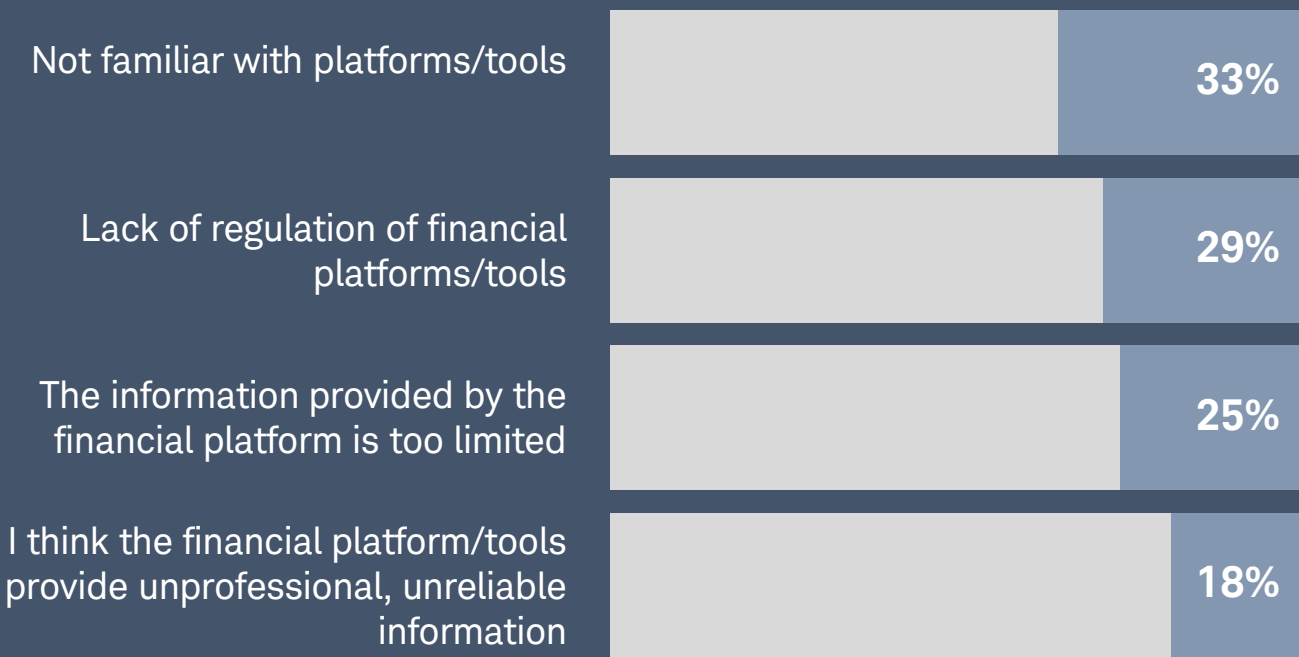 Not familiar with platforms/tools
33%
Lack of regulation of financial
platforms/tools
29%
The information provided by the
financial platform is too limited
25%
I think the financial platform/tools
provide unprofessional, unreliable
information
18%